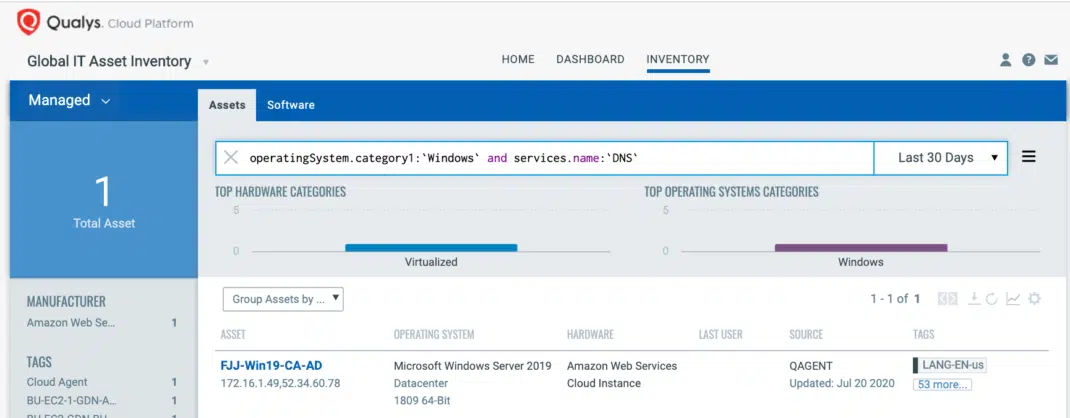 Qualys. Cloud Platform
Global IT Asset Inventory
HOME DASHBOARD INVENTORY
Managed
Assets Software
operatingSystem.category1:`Windows` and services.name:`DNS`
Last 30 Days
1
Total Asset
TOP HARDWARE CATEGORIES
5
0
Virtualized
TOP OPERATING SYSTEMS CATEGORIES
5
0
Windows
MANUFACTURER
Amazon Web Se... 1
TAGS
Cloud Agent 1
BU-EC2-1-GDN-A... 1
BU-EC2-GDN-BU 1
Group Assets by ...
1 - 1 of 1
ASSET OPERATING SYSTEM HARDWARE LAST USER SOURCE TAGS
FJJ-Win19-CA-AD Microsoft Windows Server 2019 Amazon Web Services QAGENT LANG-EN-us
172.16.1.49,52.34.60.78 Datacenter Cloud Instance Updated: Jul 20 2020 53 more...
1809 64-Bit